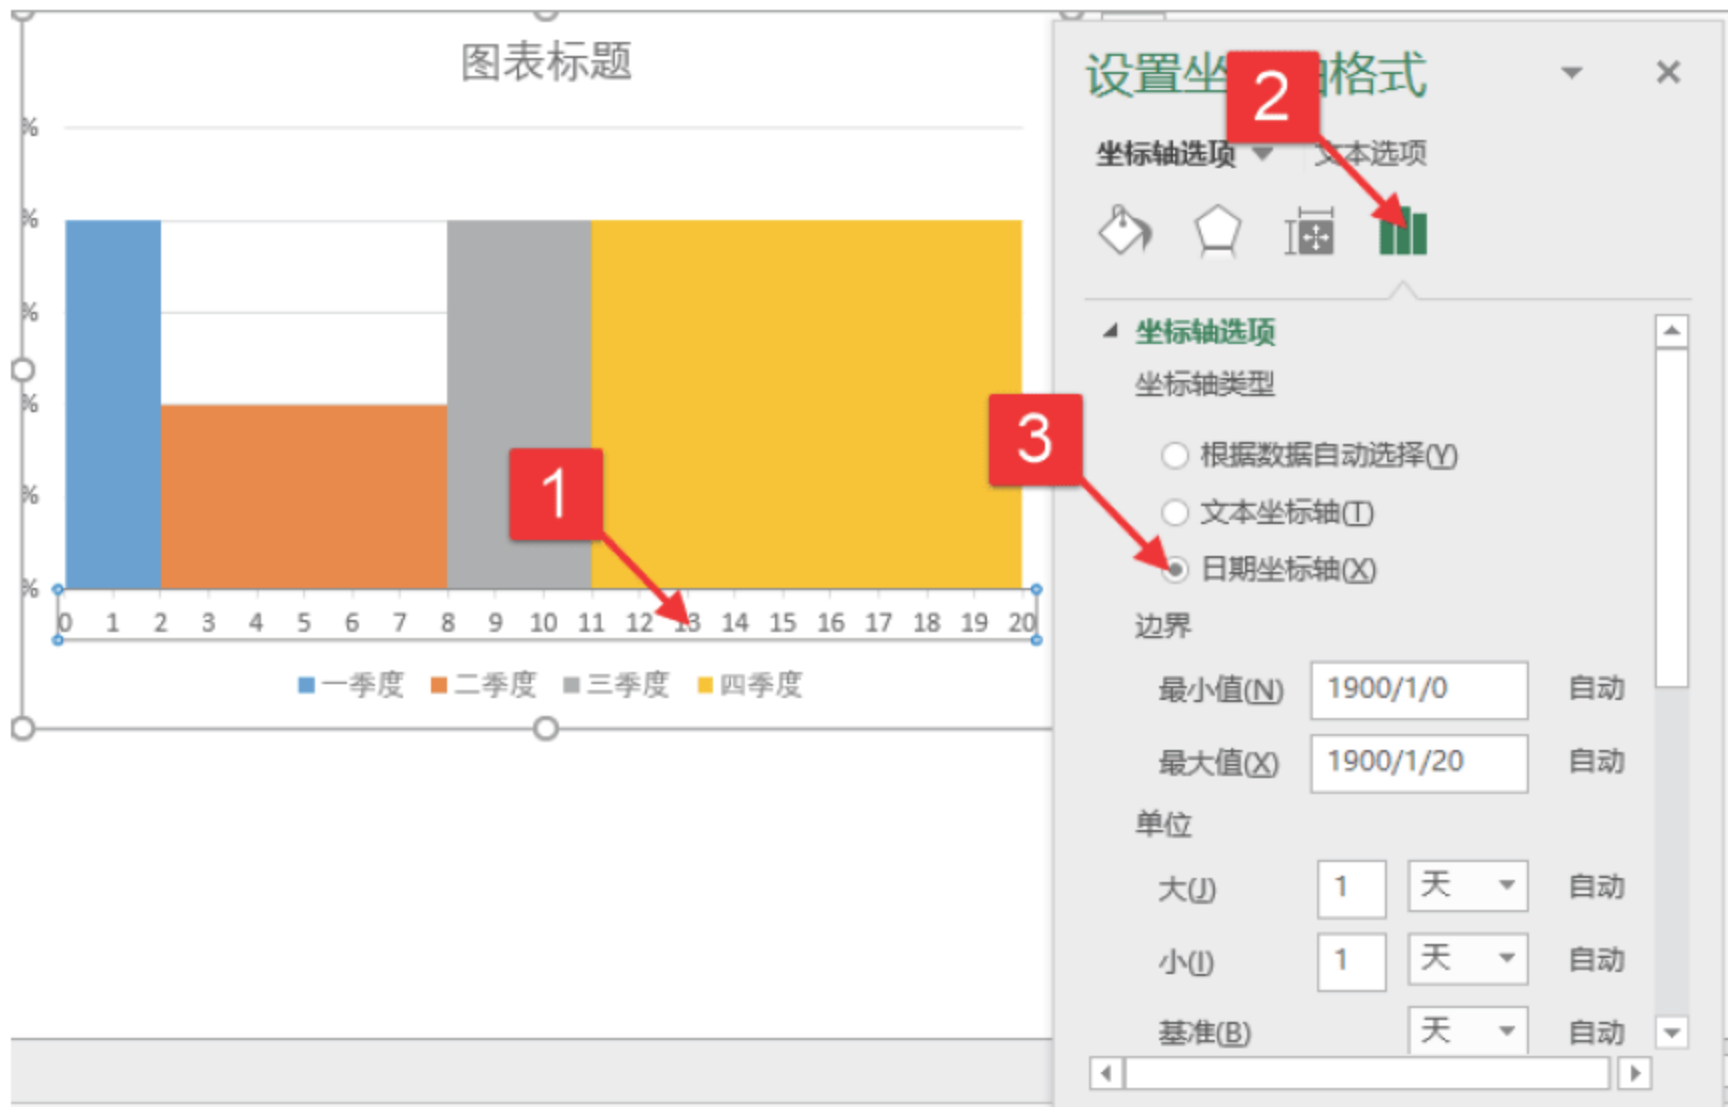 图表标题
%
%
%
%
%
%
0 1 2 3 4 5 6 7 8 9 10 11 12 13 14 15 16 17 18 19 20
一季度 二季度 三季度 四季度
1
2
3
设置坐 轴格式
坐标轴选项 文本选项
坐标轴选项
坐标轴类型
根据数据自动选择(Y)
文本坐标轴(T)
日期坐标轴(X)
边界
最小值(N) 1900/1/0 自动
最大值(X) 1900/1/20 自动
单位
大(J) 1 天 自动
小(I) 1 天 自动
基准(B) 天 自动